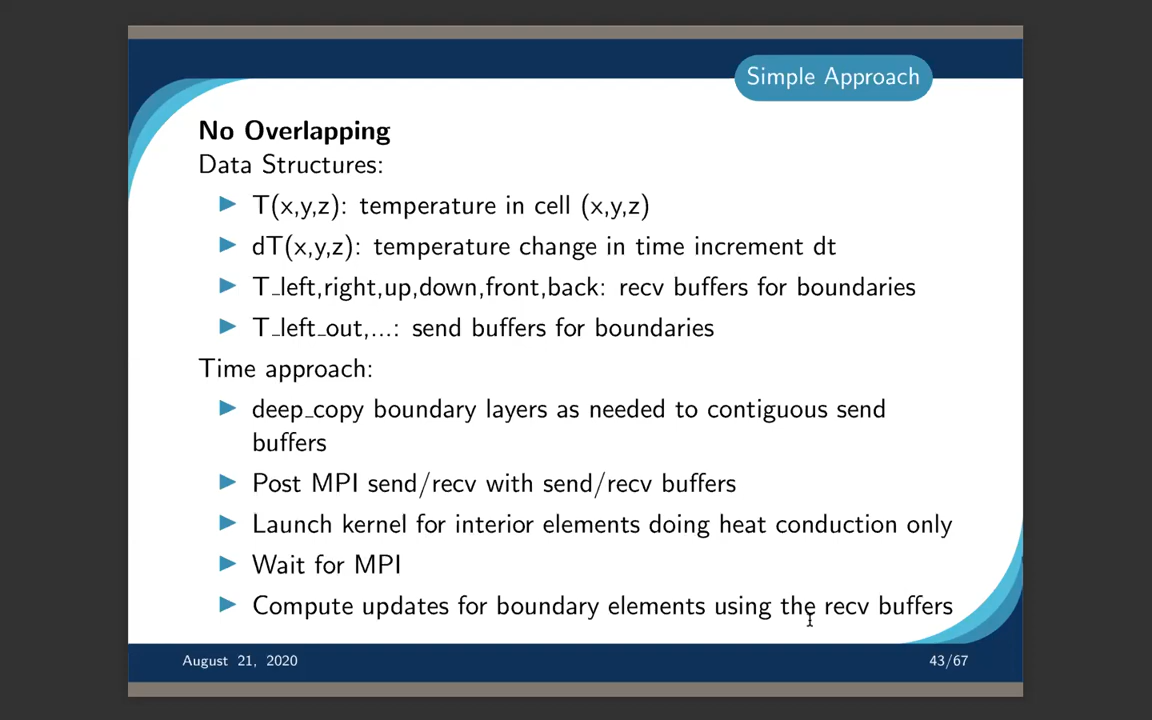 Simple Approach
No Overlapping
Data Structures:
T(x,y,z): temperature in cell (x,y,z)
dT(x,y,z): temperature change in time increment dt
T_left,right,up,down,front,back: recv buffers for boundaries
T_left_out,...: send buffers for boundaries
Time approach:
deep_copy boundary layers as needed to contiguous send
buffers
Post MPI send/recv with send/recv buffers
Launch kernel for interior elements doing heat conduction only
Wait for MPI
Compute updates for boundary elements using the recv buffers
August 21, 2020
43/67